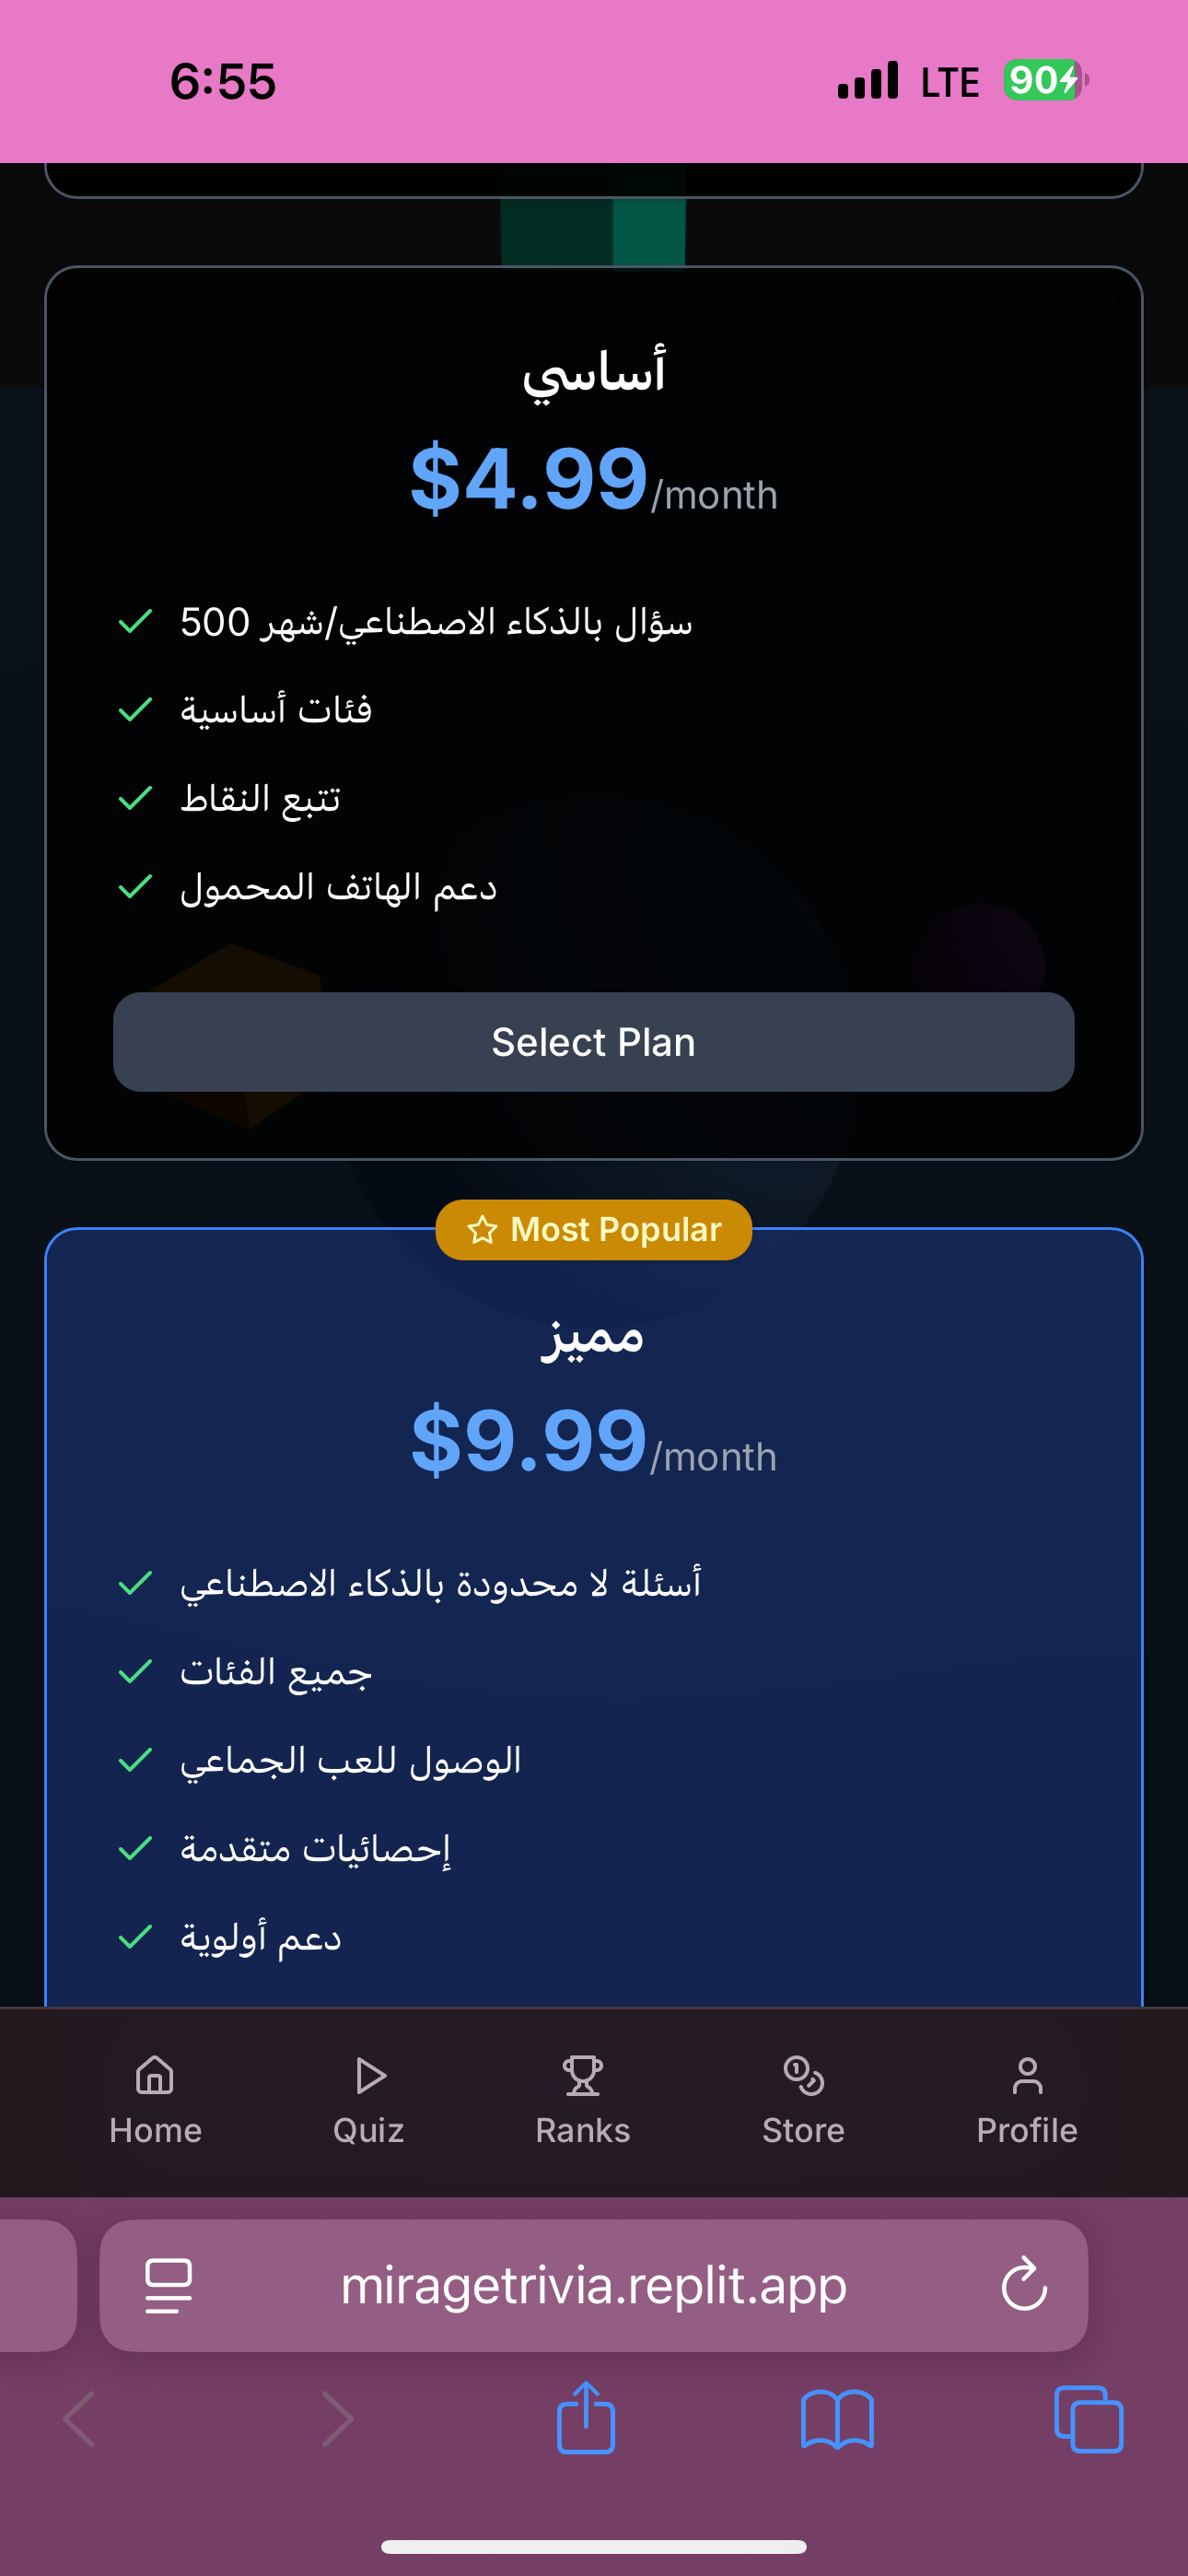 6:55
LTE
90
أساسي
$4.99/month
500 سؤال بالذكاء الاصطناعي/شهر
فئات أساسية
تتبع النقاط
دعم الهاتف المحمول
Select Plan
Most Popular
مميز
$9.99/month
أسئلة لا محدودة بالذكاء الاصطناعي
جميع الفئات
الوصول للعب الجماعي
إحصائيات متقدمة
دعم أولوية
Home Quiz Ranks Store Profile
miragetrivia.replit.app